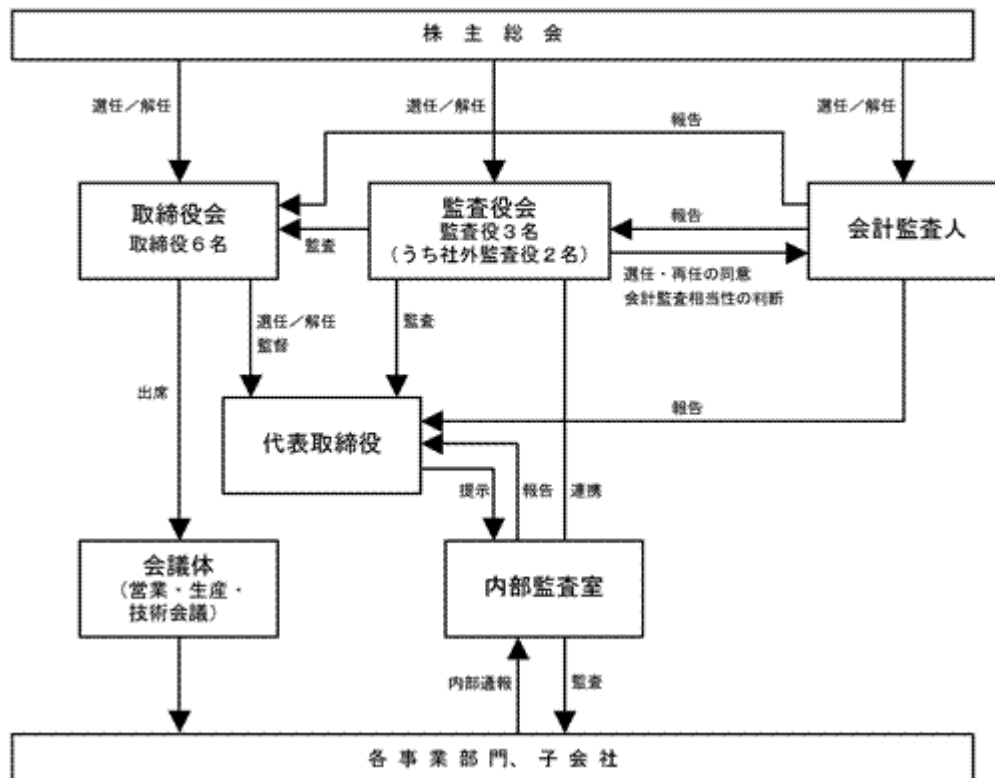 株主総会
選任／解任
選任／解任
選任／解任
報告
取締役会
取締役６名
監査役会
監査役３名
（うち社外監査役２名）
会計監査人
監査
報告
選任・再任の同意
会計監査相当性の判断
選任／解任
監督
監査
出席
報告
代表取締役
提示
報告
連携
会議体
（営業・生産・
技術会議）
内部監査室
内部通報
監査
各事業部門、子会社